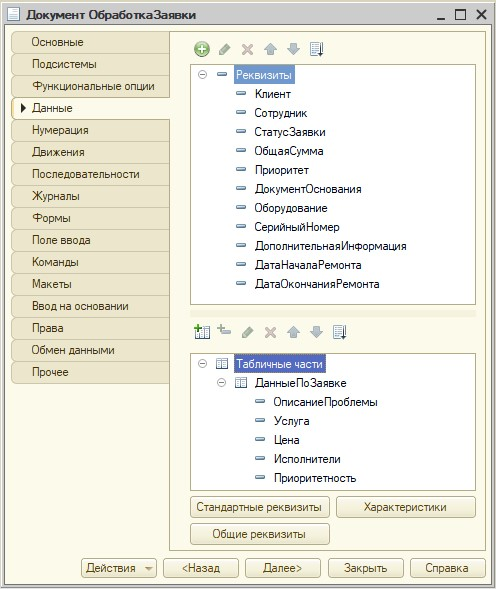 Документ ОбработкаЗаявки
Основные
Подсистемы
Функциональные опции
Данные
Нумерация
Движения
Последовательности
Журналы
Формы
Поле ввода
Команды
Макеты
Ввод на основании
Права
Обмен данными
Прочее
Реквизиты
Клиент
Сотрудник
СтатусЗаявки
ОбщаяСумма
Приоритет
ДокументОснования
Оборудование
СерийныйНомер
ДополнительнаяИнформация
ДатаНачалаРемонта
ДатаОкончанияРемонта
Табличные части
ДанныеПоЗаявке
ОписаниеПроблемы
Услуга
Цена
Исполнители
Приоритетность
Стандартные реквизиты
Характеристики
Общие реквизиты
Действия
<Назад
Далее>
Закрыть
Справка